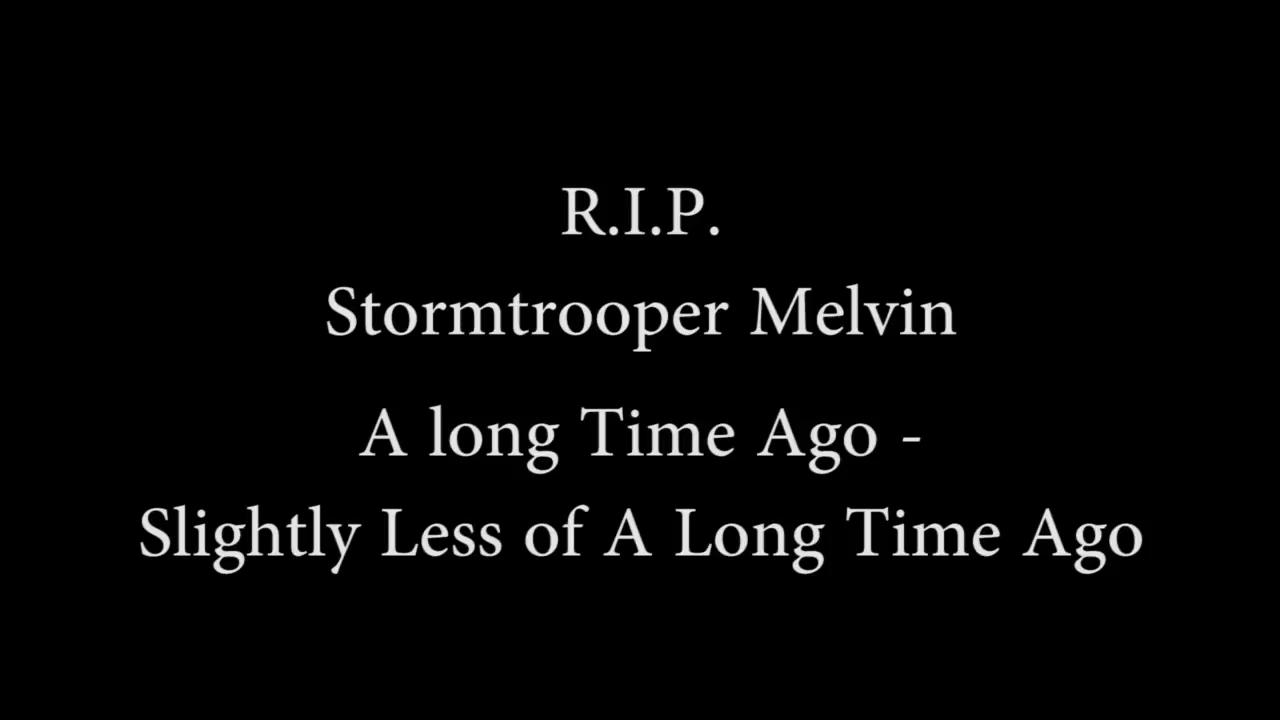 R.I.P.
Stormtrooper Melvin
A long Time Ago -
Slightly Less of A Long Time Ago